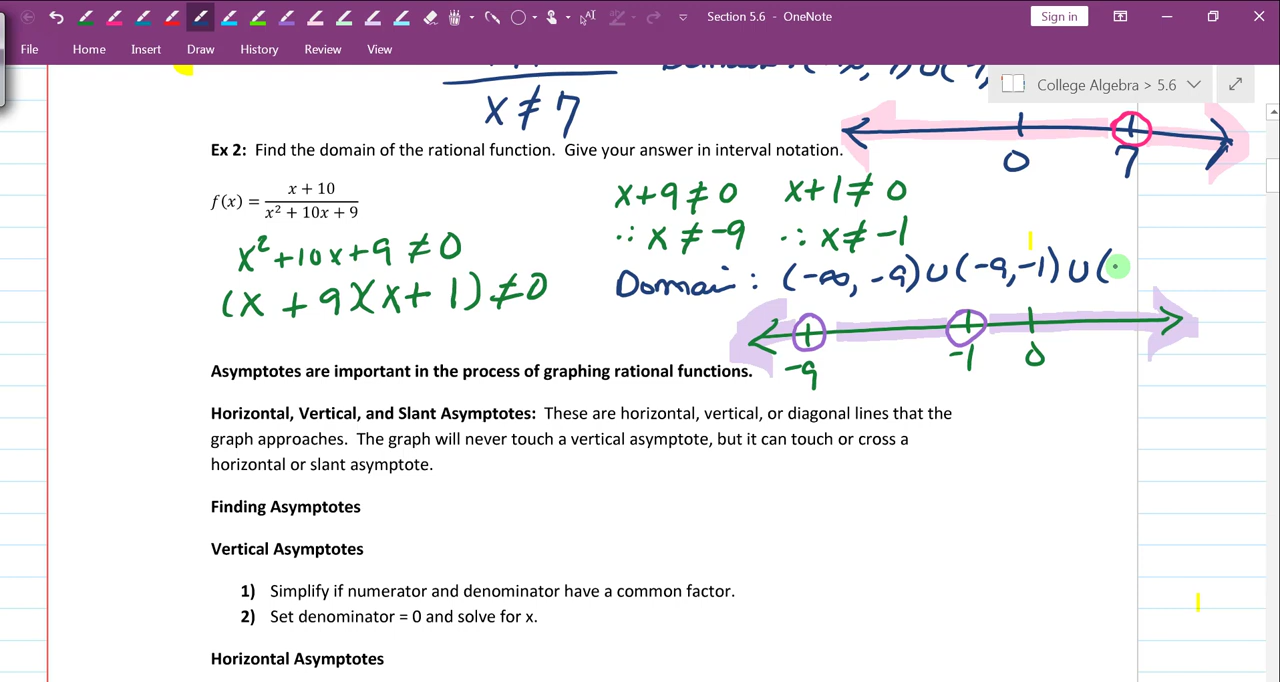 Section 5.6 - OneNote
Sign in
File Home Insert Draw History Review View
College Algebra > 5.6
x ≠ 7
0 7
Ex 2: Find the domain of the rational function. Give your answer in interval notation.
f(x) = (x + 10)/(x² + 10x + 9)
x² + 10x + 9 ≠ 0
(x + 9)(x + 1) ≠ 0
x + 9 ≠ 0 x + 1 ≠ 0
∴ x ≠ -9 ∴ x ≠ -1
Domain: (-∞, -9) ∪ (-9, -1) ∪ (
-9 -1 0
Asymptotes are important in the process of graphing rational functions.
Horizontal, Vertical, and Slant Asymptotes: These are horizontal, vertical, or diagonal lines that the
graph approaches. The graph will never touch a vertical asymptote, but it can touch or cross a
horizontal or slant asymptote.
Finding Asymptotes
Vertical Asymptotes
1) Simplify if numerator and denominator have a common factor.
2) Set denominator = 0 and solve for x.
Horizontal Asymptotes